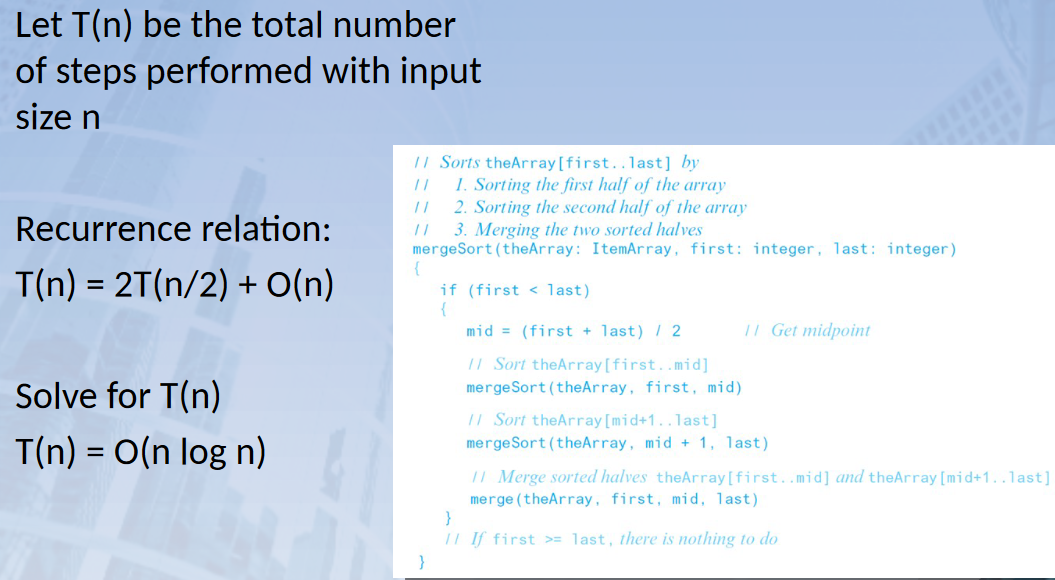 Let T(n) be the total number
of steps performed with input
size n
Recurrence relation:
T(n) = 2T(n/2) + O(n)
Solve for T(n)
T(n) = O(n log n)
// Sorts theArray[first..last] by
// 1. Sorting the first half of the array
// 2. Sorting the second half of the array
// 3. Merging the two sorted halves
mergeSort(theArray: ItemArray, first: integer, last: integer)
{
if (first < last)
{
mid = (first + last) / 2 // Get midpoint
// Sort theArray[first..mid]
mergeSort(theArray, first, mid)
// Sort theArray[mid+1..last]
mergeSort(theArray, mid + 1, last)
// Merge sorted halves theArray[first..mid] and theArray[mid+1..last]
merge(theArray, first, mid, last)
}
// If first >= last, there is nothing to do
}